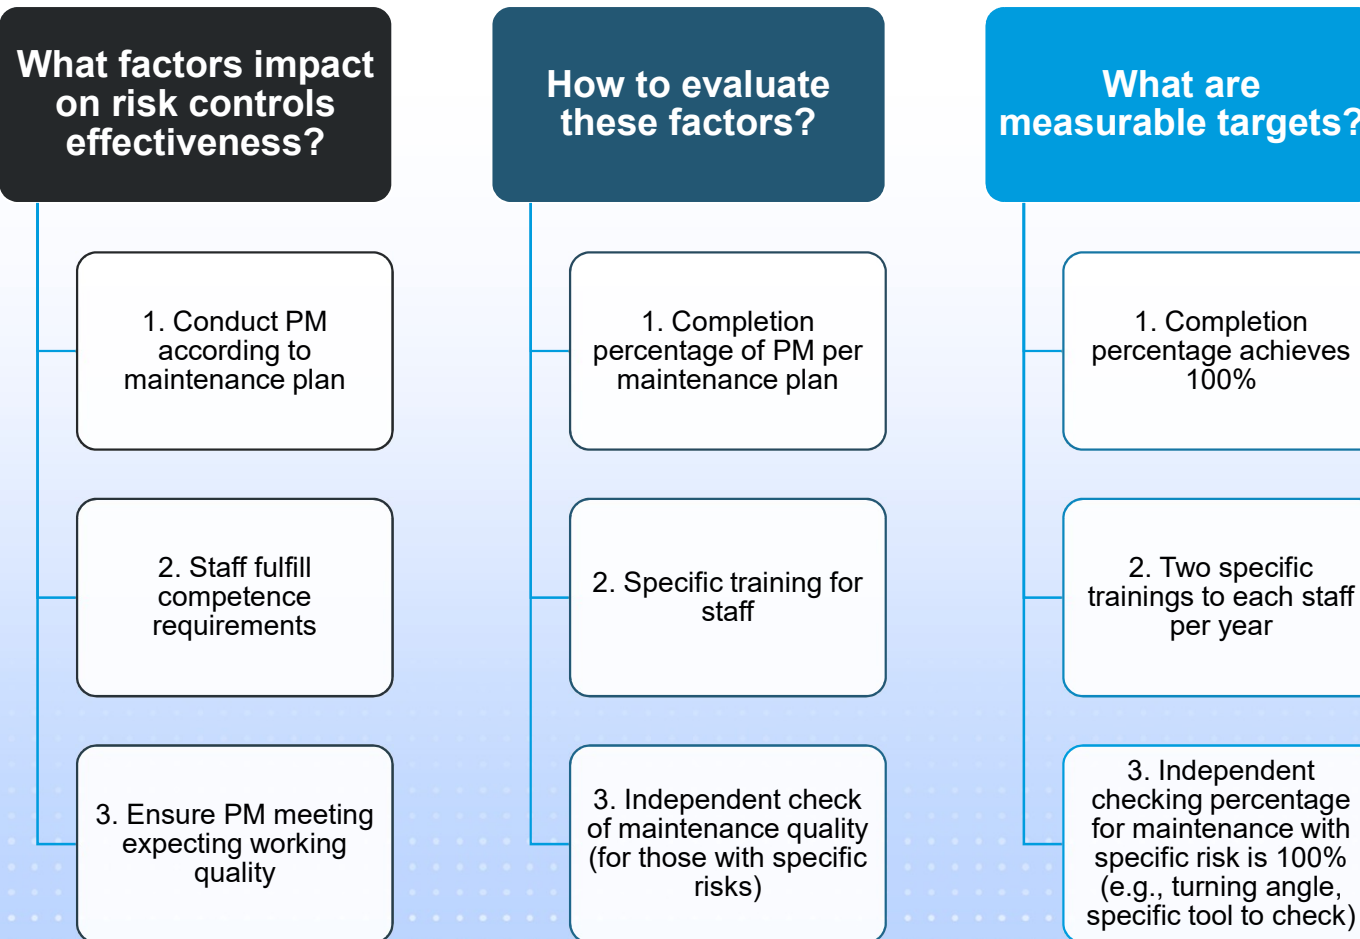 What factors impact
on risk controls
effectiveness?
1. Conduct PM
according to
maintenance plan
2. Staff fulfill
competence
requirements
3. Ensure PM meeting
expecting working
quality
How to evaluate
these factors?
1. Completion
percentage of PM per
maintenance plan
2. Specific training for
staff
3. Independent check
of maintenance quality
(for those with specific
risks)
What are
measurable targets?
1. Completion
percentage achieves
100%
2. Two specific
trainings to each staff
per year
3. Independent
checking percentage
for maintenance with
specific risk is 100%
(e.g., turning angle,
specific tool to check)